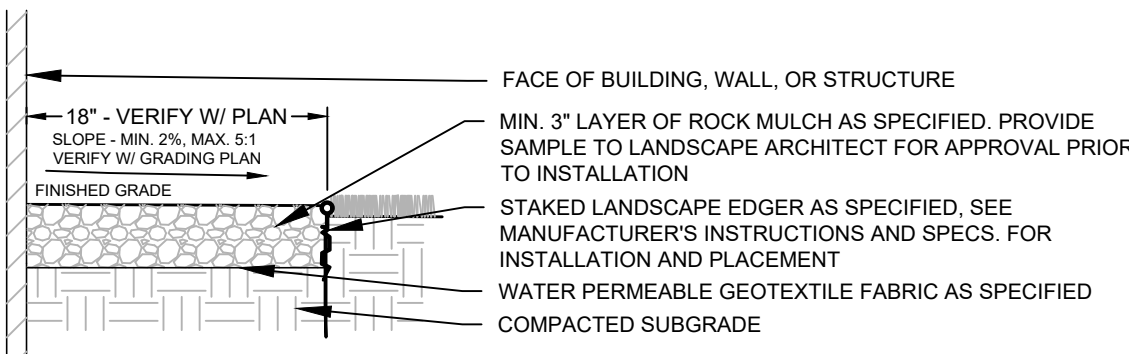 FACE OF BUILDING, WALL, OR STRUCTURE
18" - VERIFY W/ PLAN
SLOPE - MIN. 2%, MAX. 5:1
VERIFY W/ GRADING PLAN
FINISHED GRADE
MIN. 3" LAYER OF ROCK MULCH AS SPECIFIED. PROVIDE
SAMPLE TO LANDSCAPE ARCHITECT FOR APPROVAL PRIOR
TO INSTALLATION
STAKED LANDSCAPE EDGER AS SPECIFIED, SEE
MANUFACTURER'S INSTRUCTIONS AND SPECS. FOR
INSTALLATION AND PLACEMENT
WATER PERMEABLE GEOTEXTILE FABRIC AS SPECIFIED
COMPACTED SUBGRADE